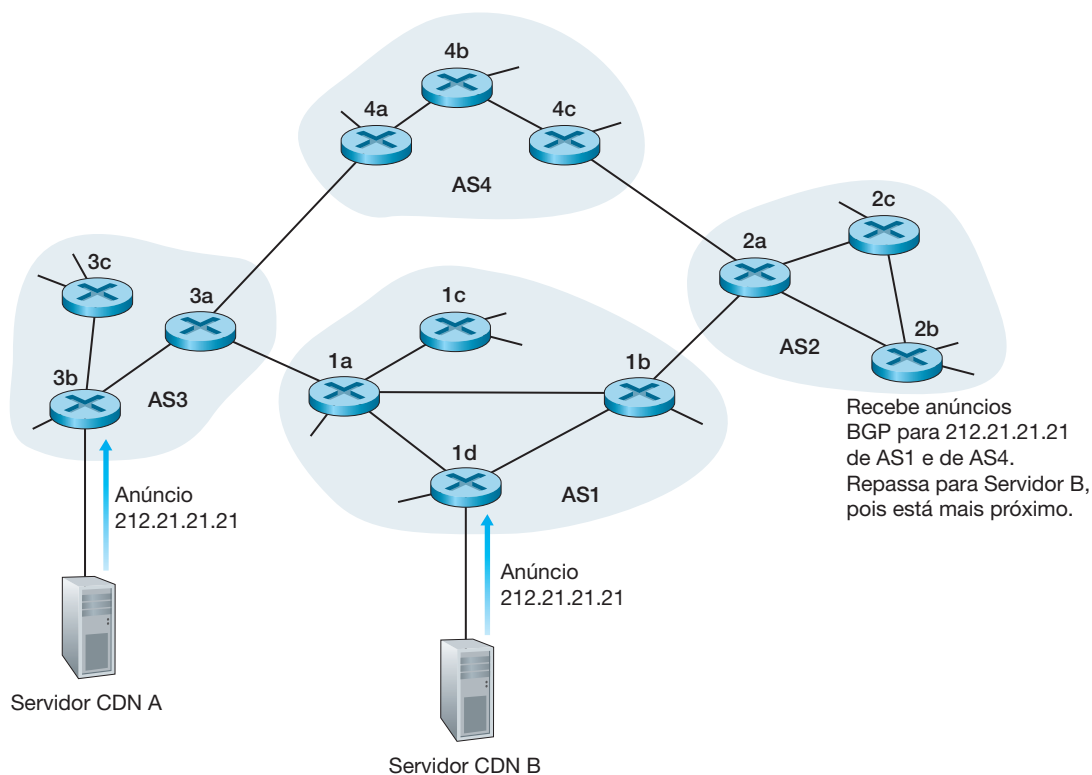 4b
4a
4c
AS4
2c
2a
3c
3a
1c
2b
AS2
1a
1b
3b
AS3
Recebe anúncios
BGP para 212.21.21.21
de AS1 e de AS4.
Repassa para Servidor B,
pois está mais próximo.
1d
AS1
Anúncio
212.21.21.21
Anúncio
212.21.21.21
Servidor CDN A
Servidor CDN B